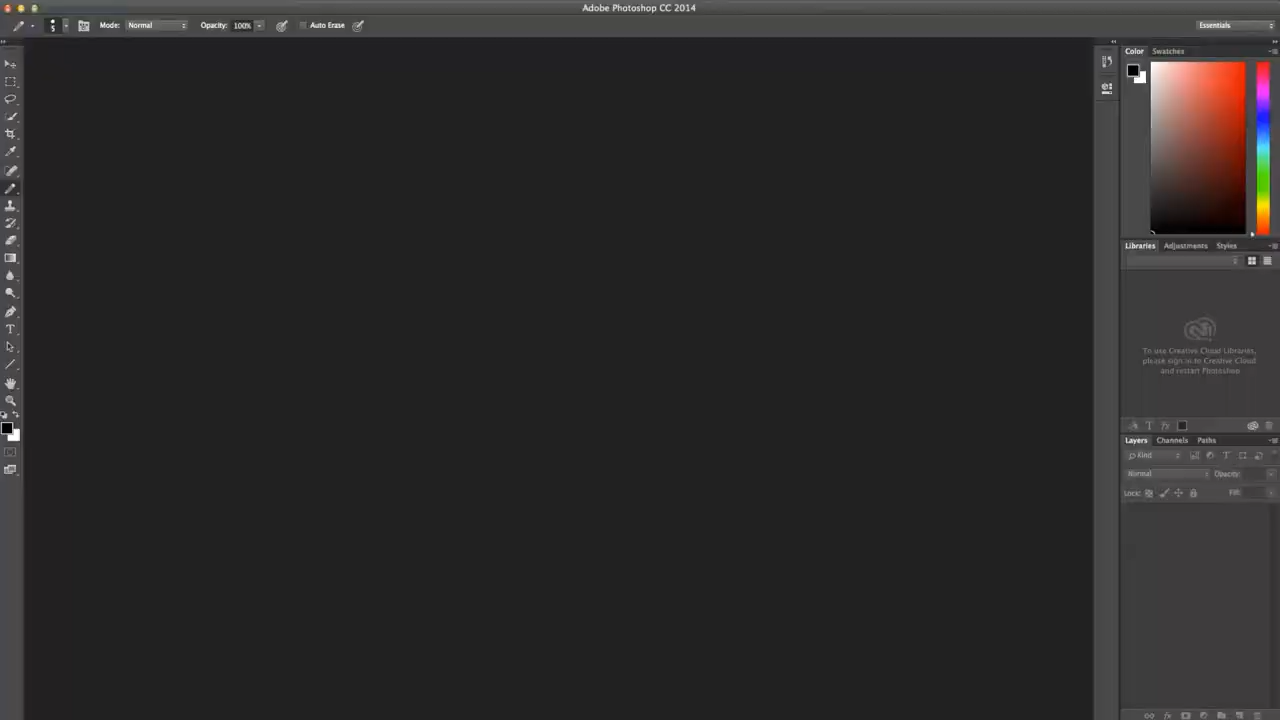 Adobe Photoshop CC 2014
5 Mode: Normal Opacity: 100% Auto Erase Essentials
Color Swatches
Libraries Adjustments Styles
To use Creative Cloud Libraries,
please sign in to Creative Cloud
and restart Photoshop
Layers Channels Paths
Kind
Normal Opacity:
Lock: Fill: